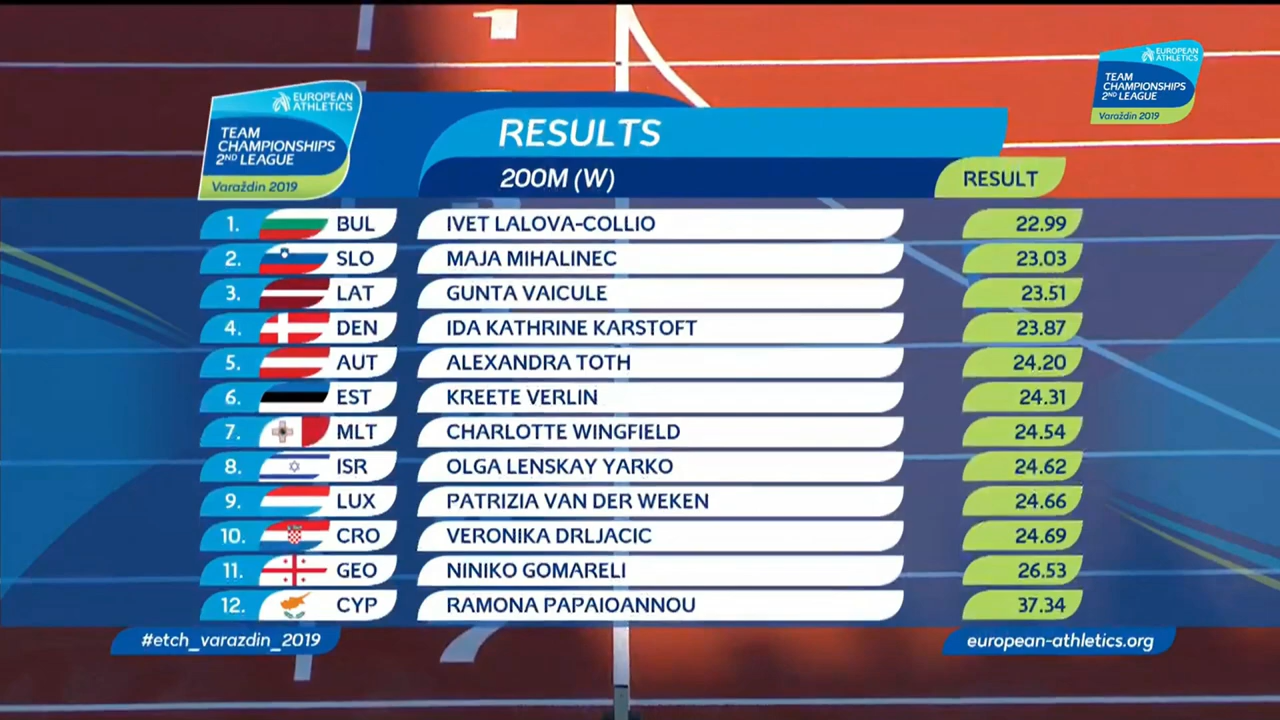 1
EUROPEAN
ATHLETICS
TEAM
CHAMPIONSHIPS
2ND LEAGUE
Varaždin 2019
EUROPEAN
ATHLETICS
TEAM
CHAMPIONSHIPS
2ND LEAGUE
Varaždin 2019
RESULTS
200M (W)
RESULT
1. BUL IVET LALOVA-COLLIO 22.99
2. SLO MAJA MIHALINEC 23.03
3. LAT GUNTA VAICULE 23.51
4. DEN IDA KATHRINE KARSTOFT 23.87
5. AUT ALEXANDRA TOTH 24.20
6. EST KREETE VERLIN 24.31
7. MLT CHARLOTTE WINGFIELD 24.54
8. ISR OLGA LENSKAY YARKO 24.62
9. LUX PATRIZIA VAN DER WEKEN 24.66
10. CRO VERONIKA DRLJACIC 24.69
11. GEO NINIKO GOMARELI 26.53
12. CYP RAMONA PAPAIOANNOU 37.34
#etch_varazdin_2019
european-athletics.org